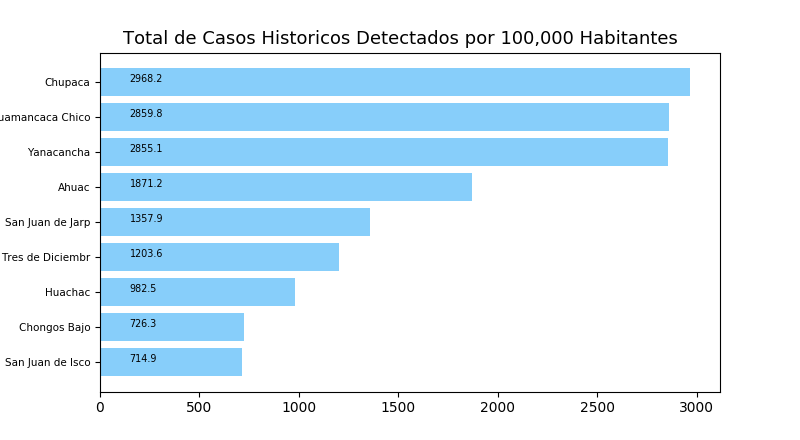 Total de Casos Historicos Detectados por 100,000 Habitantes
Chupaca 2968.2
uamancaca Chico 2859.8
Yanacancha 2855.1
Ahuac 1871.2
San Juan de Jarp 1357.9
Tres de Diciembr 1203.6
Huachac 982.5
Chongos Bajo 726.3
San Juan de Isco 714.9
0 500 1000 1500 2000 2500 3000